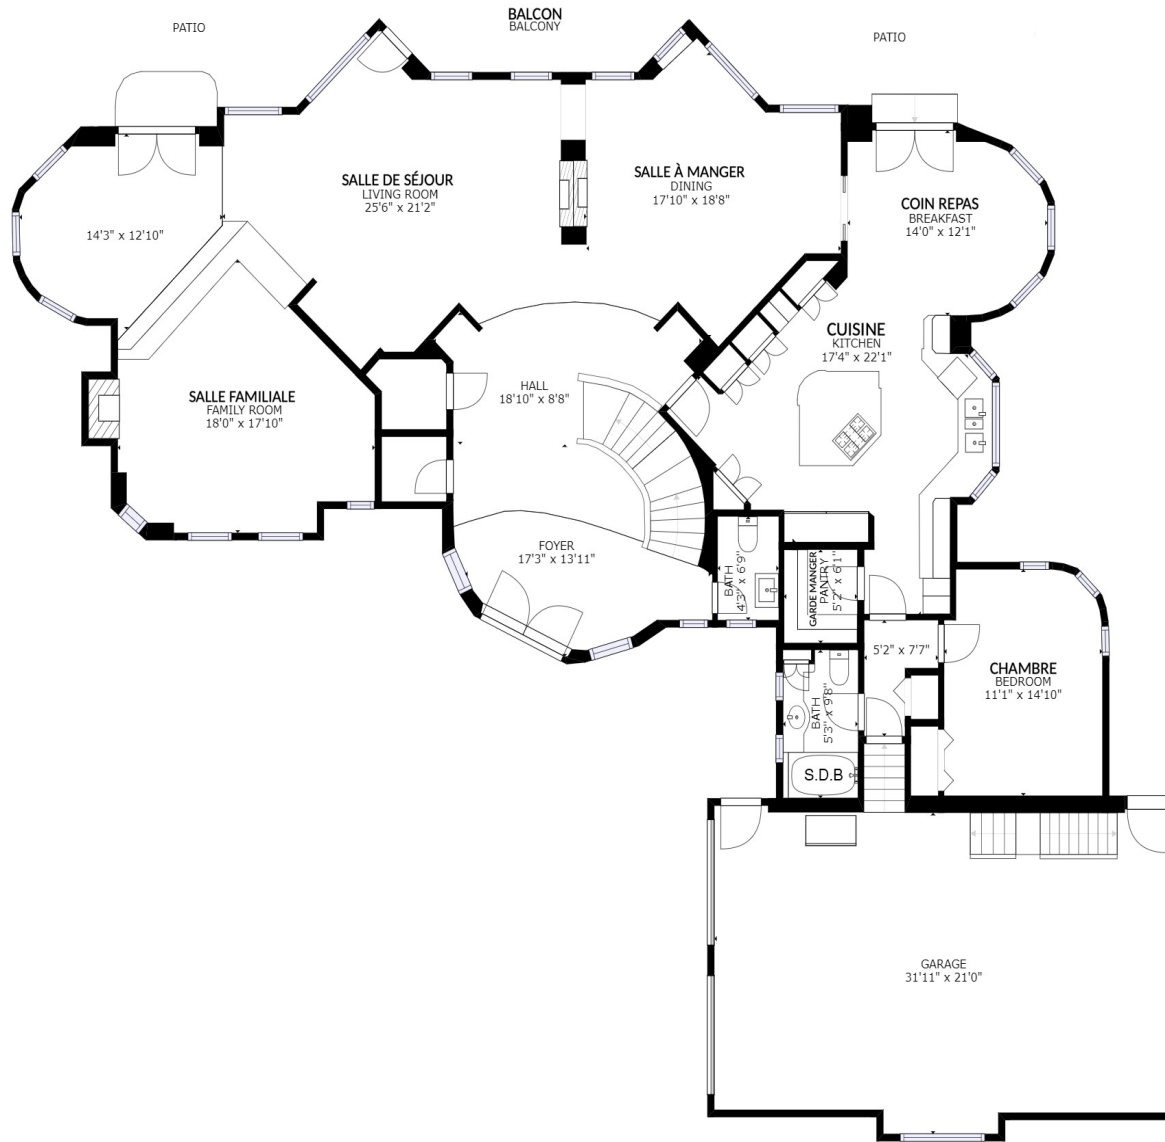 BALCON
BALCONY
PATIO
PATIO
SALLE DE SÉJOUR
LIVING ROOM
25'6" x 21'2"
SALLE À MANGER
DINING
17'10" x 18'8"
COIN REPAS
BREAKFAST
14'0" x 12'1"
14'3" x 12'10"
CUISINE
KITCHEN
17'4" x 22'1"
SALLE FAMILIALE
FAMILY ROOM
18'0" x 17'10"
HALL
18'10" x 8'8"
FOYER
17'3" x 13'11"
BATH
4'3" x 6'9"
GARDE MANGER
PANTRY
5'2" x 6'1"
5'2" x 7'7"
CHAMBRE
BEDROOM
11'1" x 14'10"
BATH
5'3" x 9'8"
S.D.B
GARAGE
31'11" x 21'0"